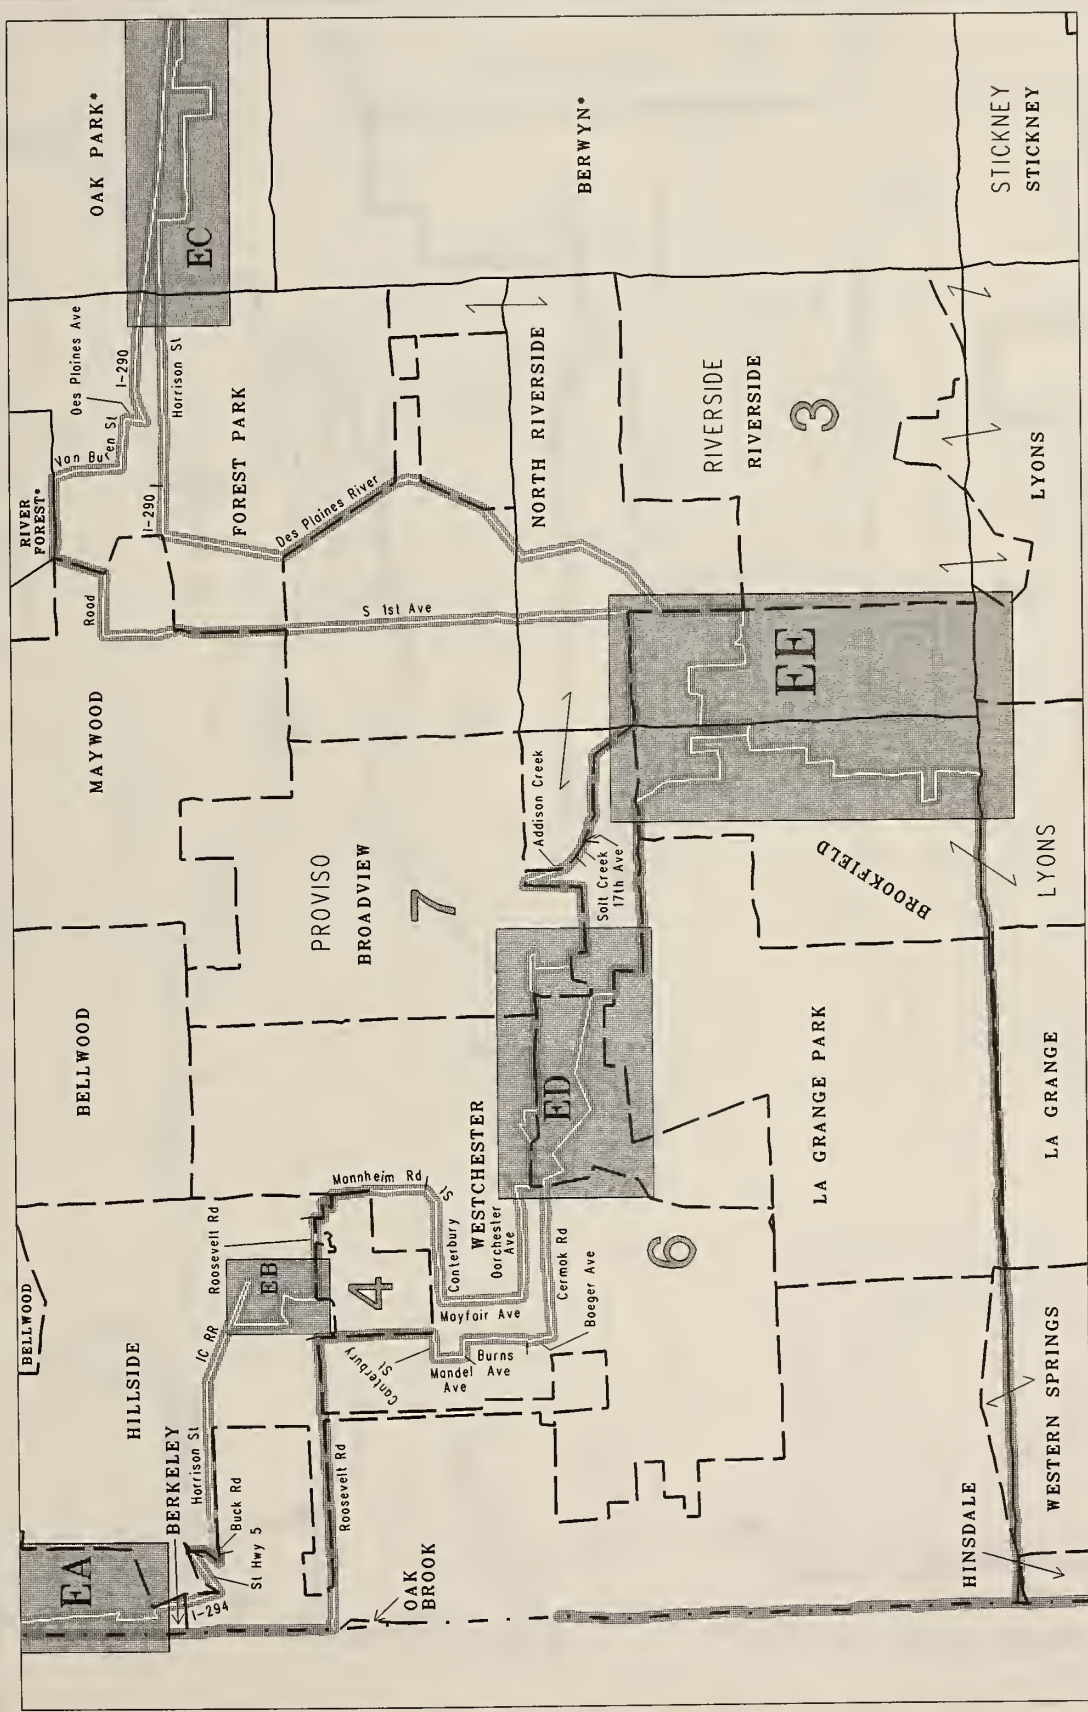 OAK PARK*
EC
BERWYN*
STICKNEY
STICKNEY
RIVER
FOREST*
Van Buren St
Des Plaines Ave
I-290
Harrison St
I-290
FOREST PARK
Des Plaines River
NORTH RIVERSIDE
RIVERSIDE
RIVERSIDE
3
LYONS
Road
S 1st Ave
MAYWOOD
EE
Addison Creek
Salt Creek
17th Ave
BROOKFIELD
LYONS
PROVISO
BROADVIEW
7
BELLWOOD
ED
LA GRANGE PARK
LA GRANGE
WESTCHESTER
Mannheim Rd
Canterbury
St
Dorchester
Ave
Mayfair Ave
Cermak Rd
Boeger Ave
6
Roosevelt Rd
EB
4
IC RR
Canterbury
St
Mandel
Ave
Burns
Ave
BELLWOOD
HILLSIDE
BERKELEY
Harrison St
Buck Rd
St Hwy 5
Roosevelt Rd
I-294
EA
OAK
BROOK
HINSDALE
WESTERN SPRINGS